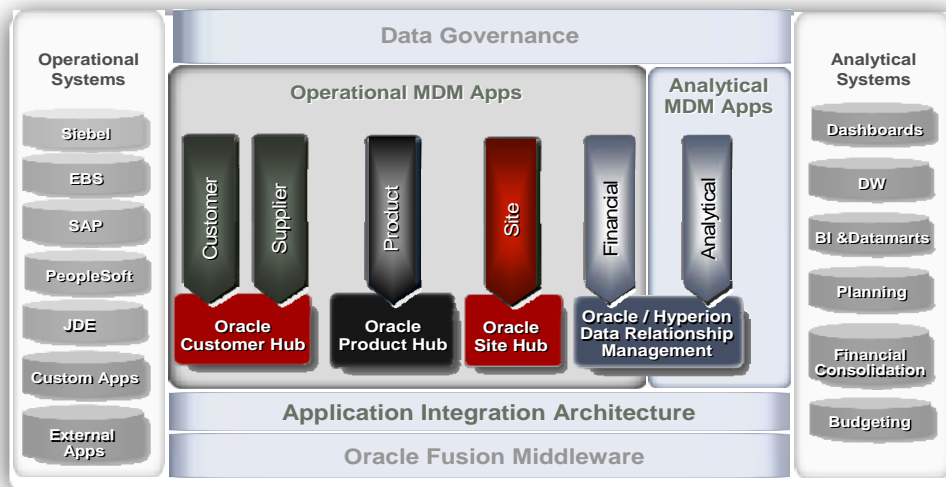 Data Governance
Operational
Systems
Siebel
EBS
SAP
PeopleSoft
JDE
Custom Apps
External
Apps
Operational MDM Apps
Analytical
MDM Apps
Customer
Supplier
Product
Site
Financial
Analytical
Oracle
Customer Hub
Oracle
Product Hub
Oracle
Site Hub
Oracle / Hyperion
Data Relationship
Management
Application Integration Architecture
Oracle Fusion Middleware
Analytical
Systems
Dashboards
DW
BI &Datamarts
Planning
Financial
Consolidation
Budgeting